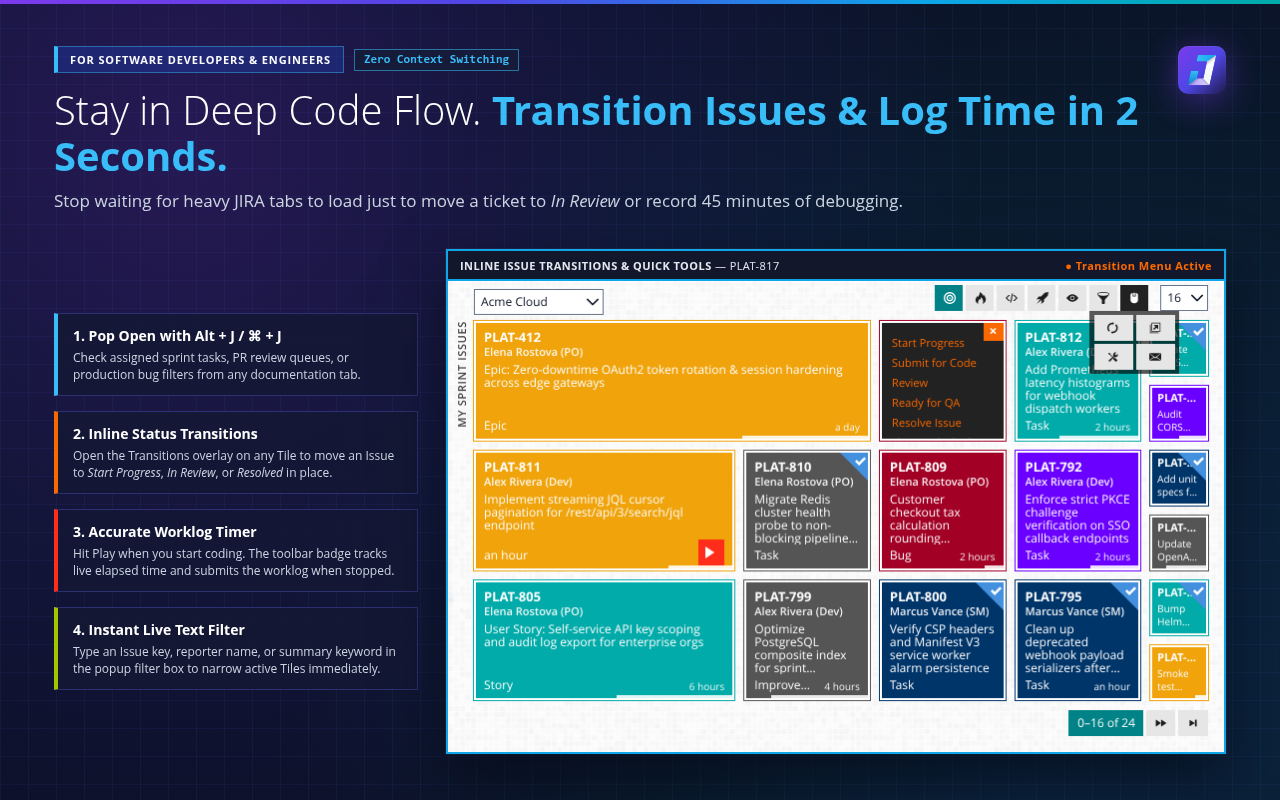 FOR SOFTWARE DEVELOPERS & ENGINEERS
Zero Context Switching
Stay in Deep Code Flow. Transition Issues & Log Time in 2
Seconds.
Stop waiting for heavy JIRA tabs to load just to move a ticket to In Review or record 45 minutes of debugging.
1. Pop Open with Alt + J / ⌘ + J
Check assigned sprint tasks, PR review queues, or
production bug filters from any documentation tab.
2. Inline Status Transitions
Open the Transitions overlay on any Tile to move an Issue
to Start Progress, In Review, or Resolved in place.
3. Accurate Worklog Timer
Hit Play when you start coding. The toolbar badge tracks
live elapsed time and submits the worklog when stopped.
4. Instant Live Text Filter
Type an Issue key, reporter name, or summary keyword in
the popup filter box to narrow active Tiles immediately.
INLINE ISSUE TRANSITIONS & QUICK TOOLS — PLAT-817
● Transition Menu Active
Acme Cloud
16
MY SPRINT ISSUES
PLAT-412
Elena Rostova (PO)
Epic: Zero-downtime OAuth2 token rotation & session hardening
across edge gateways
Epic
a day
Start Progress
Submit for Code
Review
Ready for QA
Resolve Issue
PLAT-812
Alex Rivera
Add
latency histograms
for webhook
dispatch workers
Task
2 hours
PLAT-...
Audit
CORS...
PLAT-811
Alex Rivera (Dev)
Implement streaming JQL cursor
pagination for /rest/api/3/search/jql
endpoint
an hour
PLAT-810
Elena Rostova (PO)
Migrate Redis
cluster health
probe to non-
blocking pipeline...
Task
PLAT-809
Elena Rostova (PO)
Customer
checkout tax
calculation
rounding...
Bug
2 hours
PLAT-792
Alex Rivera (Dev)
Enforce strict PKCE
challenge
verification on SSO
callback endpoints
Task
2 hours
PLAT-...
Add unit
specs f...
PLAT-...
Update
OpenA...
PLAT-805
Elena Rostova (PO)
User Story: Self-service API key scoping
and audit log export for enterprise orgs
Story
6 hours
PLAT-799
Alex Rivera (Dev)
Optimize
PostgreSQL
composite index
for sprint...
Improve...
4 hours
PLAT-800
Marcus Vance (SM)
Verify CSP headers
and Manifest V3
service worker
alarm persistence
Task
PLAT-795
Marcus Vance (SM)
Clean up
deprecated
webhook payload
serializers after...
Task
an hour
PLAT-...
Bump
Helm...
PLAT-...
Smoke
test...
0–16 of 24